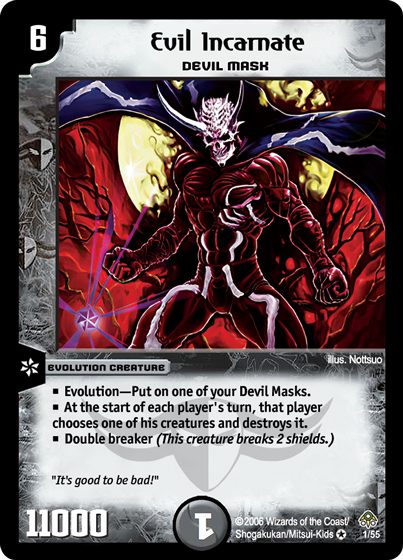 6
Evil Incarnate
DEVIL MASK
illus. Nottsuo
EVOLUTION CREATURE
▪ Evolution—Put on one of your Devil Masks.
▪ At the start of each player's turn, that player
chooses one of his creatures and destroys it.
▪ Double breaker (This creature breaks 2 shields.)
"It's good to be bad!"
11000
1
©2006 Wizards of the Coast/
Shogakukan/Mitsui-Kids ✪ 1/55